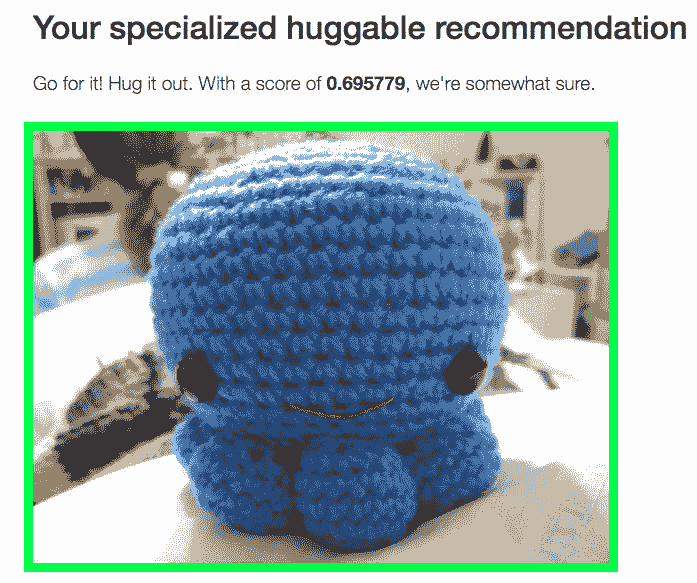 Your specialized huggable recommendation
Go for it! Hug it out. With a score of 0.695779, we're somewhat sure.